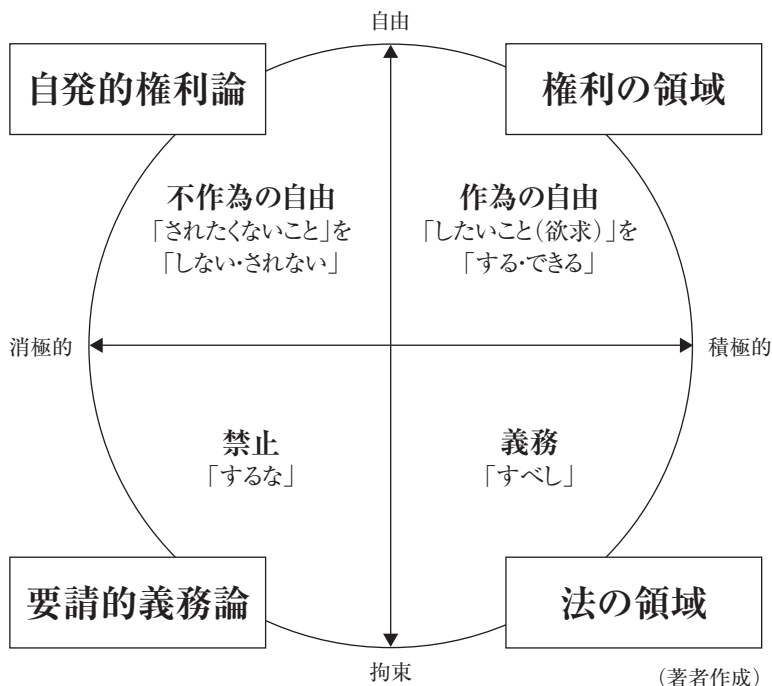 自由
自発的権利論
権利の領域
不作為の自由
「されたくないこと」を
「しない・されない」
作為の自由
「したいこと(欲求)」を
「する・できる」
消極的
積極的
禁止
「するな」
義務
「すべし」
要請的義務論
法の領域
拘束
(著者作成)